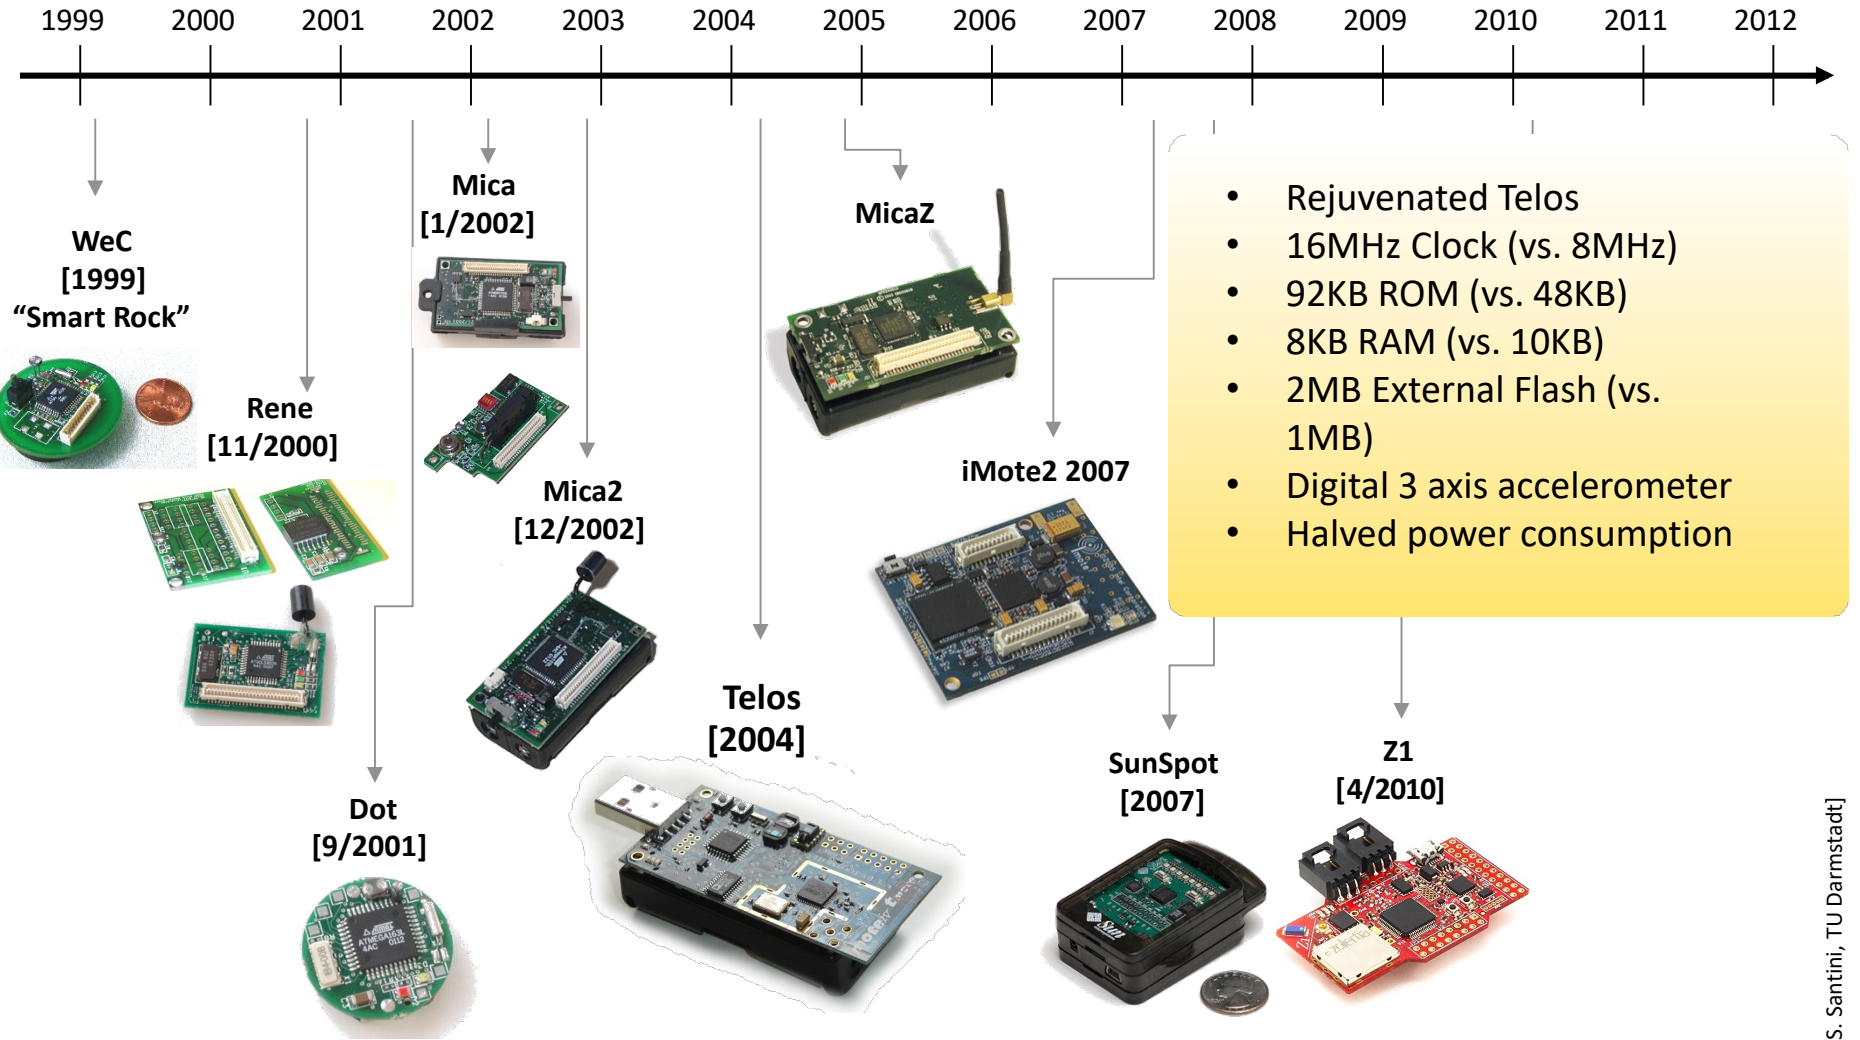 1999 2000 2001 2002 2003 2004 2005 2006 2007 2008 2009 2010 2011 2012
WeC
[1999]
“Smart Rock”
Rene
[11/2000]
Dot
[9/2001]
Mica
[1/2002]
Mica2
[12/2002]
Telos
[2004]
MicaZ
iMote2 2007
SunSpot
[2007]
Z1
[4/2010]
• Rejuvenated Telos
• 16MHz Clock (vs. 8MHz)
• 92KB ROM (vs. 48KB)
• 8KB RAM (vs. 10KB)
• 2MB External Flash (vs.
1MB)
• Digital 3 axis accelerometer
• Halved power consumption
ATMEGA163L
Sun
zolertia
S. Santini, TU Darmstadt]